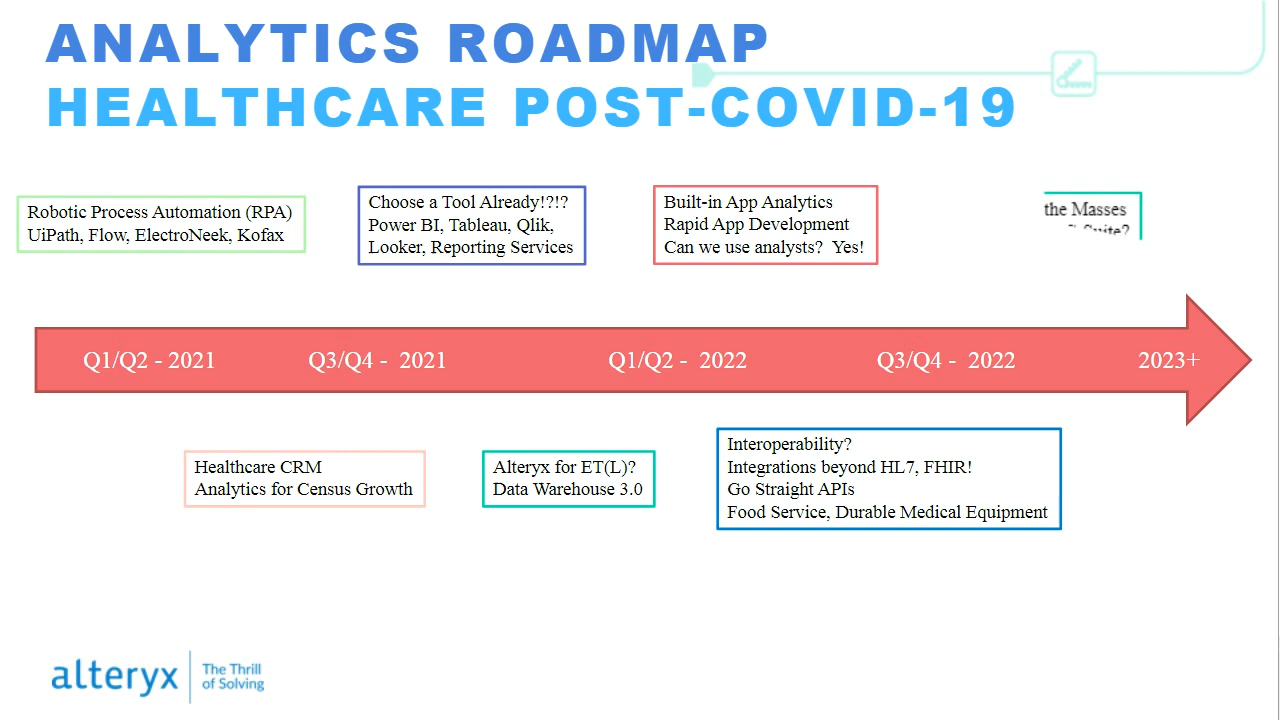 ANALYTICS ROADMAP
HEALTHCARE POST-COVID-19
Robotic Process Automation (RPA)
UiPath, Flow, ElectroNeek, Kofax
Choose a Tool Already!?!?
Power BI, Tableau, Qlik,
Looker, Reporting Services
Built-in App Analytics
Rapid App Development
Can we use analysts?  Yes!
the Masses
Q1/Q2 - 2021
Q3/Q4 -  2021
Q1/Q2 -  2022
Q3/Q4 -  2022
2023+
Healthcare CRM
Analytics for Census Growth
Alteryx for ET(L)?
Data Warehouse 3.0
Interoperability?
Integrations beyond HL7, FHIR!
Go Straight APIs
Food Service, Durable Medical Equipment
alteryx
The Thrill
of Solving